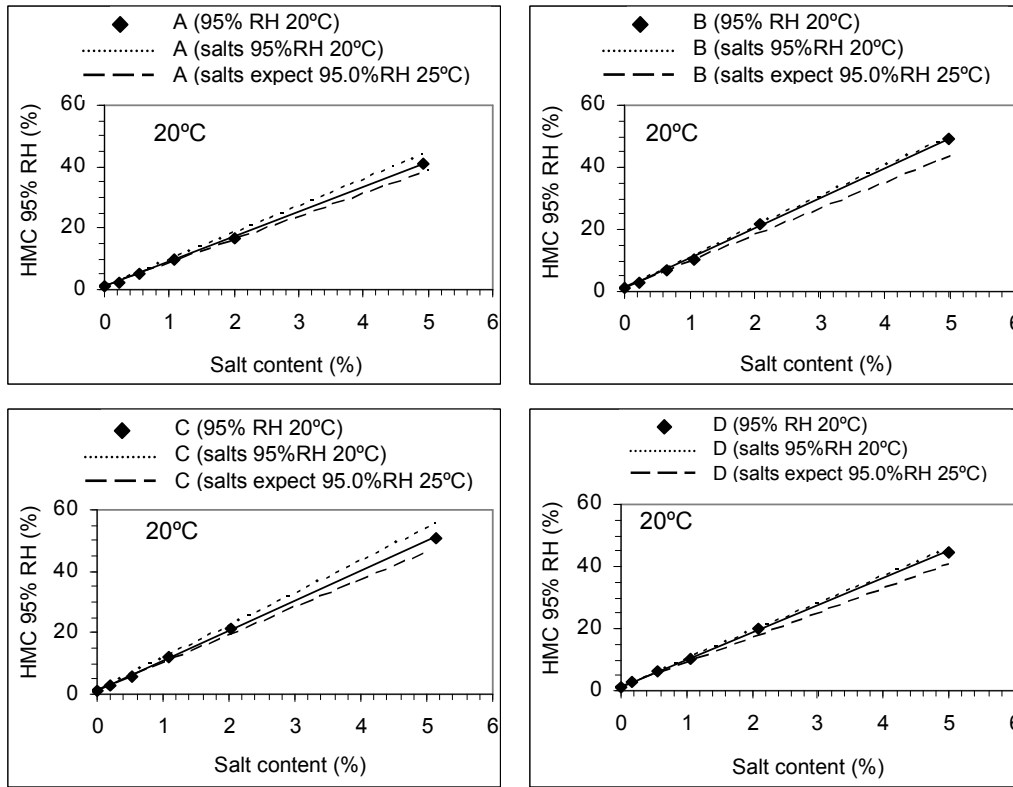 A (95% RH 20ºC)
A (salts 95%RH 20ºC)
A (salts expect 95.0%RH 25ºC)
60
40
20
0
HMC 95% RH (%)
20ºC
0 1 2 3 4 5 6
Salt content (%)
B (95% RH 20ºC)
B (salts 95%RH 20ºC)
B (salts expect 95.0%RH 25ºC)
60
40
20
0
HMC 95% RH (%)
20ºC
0 1 2 3 4 5 6
Salt content (%)
C (95% RH 20ºC)
C (salts 95%RH 20ºC)
C (salts expect 95.0%RH 25ºC)
60
40
20
0
HMC 95% RH (%)
20ºC
0 1 2 3 4 5 6
Salt content (%)
D (95% RH 20ºC)
D (salts 95%RH 20ºC)
D (salts expect 95.0%RH 25ºC)
60
40
20
0
HMC 95% RH (%)
20ºC
0 1 2 3 4 5 6
Salt content (%)